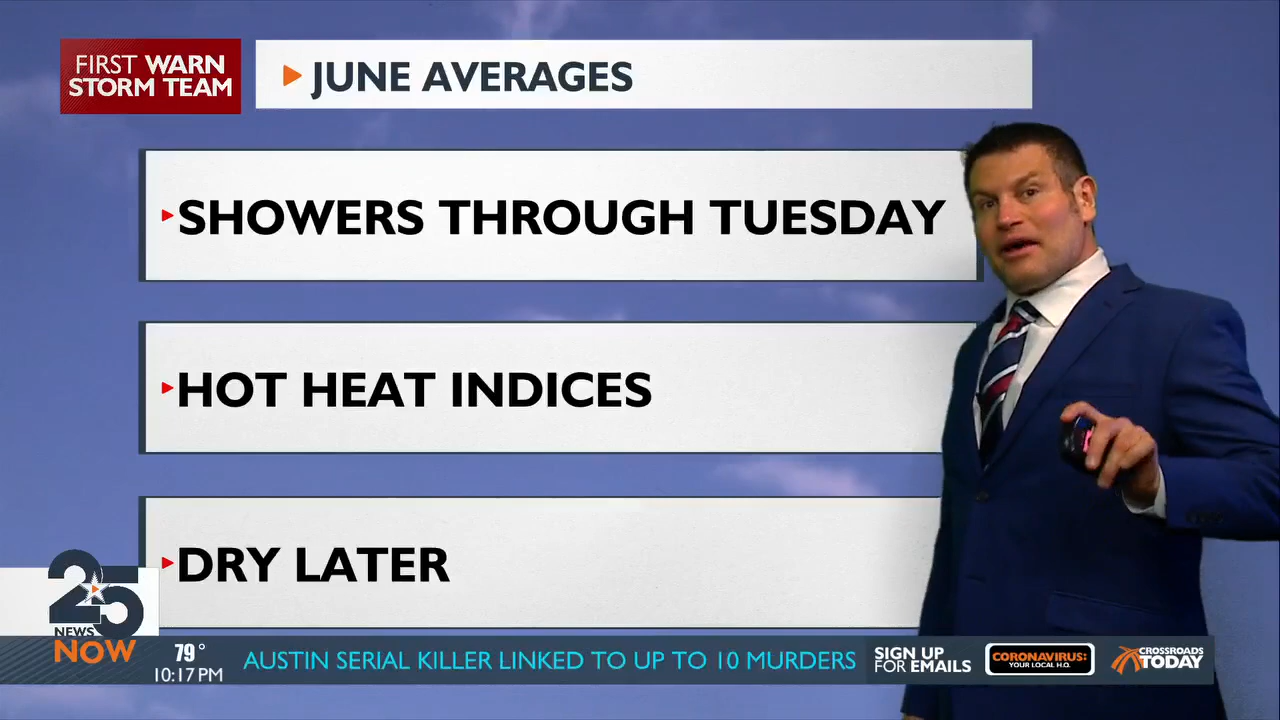 FIRST WARN
STORM TEAM
JUNE AVERAGES
SHOWERS THROUGH TUESDAY
HOT HEAT INDICES
DRY LATER
25
NEWS
NOW
79°
10:17 PM
AUSTIN SERIAL KILLER LINKED TO UP TO 10 MURDERS
SIGN UP
FOR EMAILS
CORONAVIRUS:
YOUR LOCAL H.Q.
CROSSROADS
TODAY